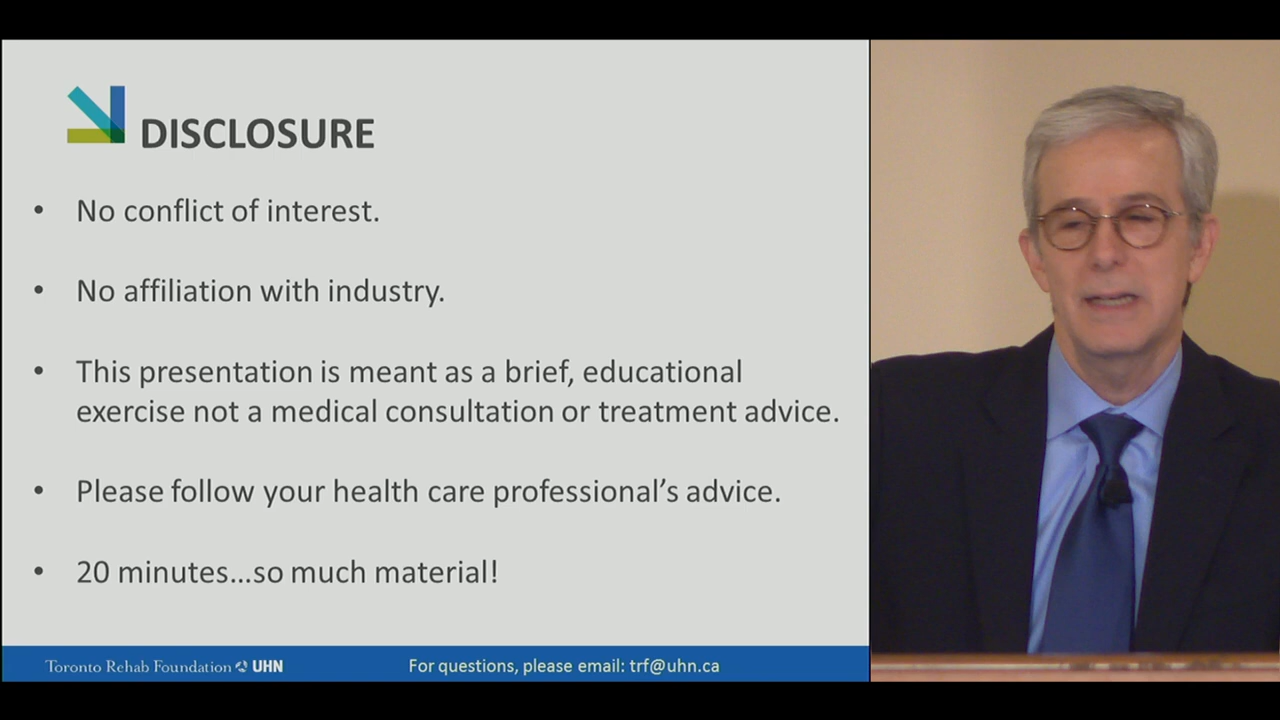 DISCLOSURE
• No conflict of interest.
• No affiliation with industry.
• This presentation is meant as a brief, educational
exercise not a medical consultation or treatment advice.
• Please follow your health care professional’s advice.
• 20 minutes...so much material!
Toronto Rehab Foundation UHN For questions, please email: trf@uhn.ca